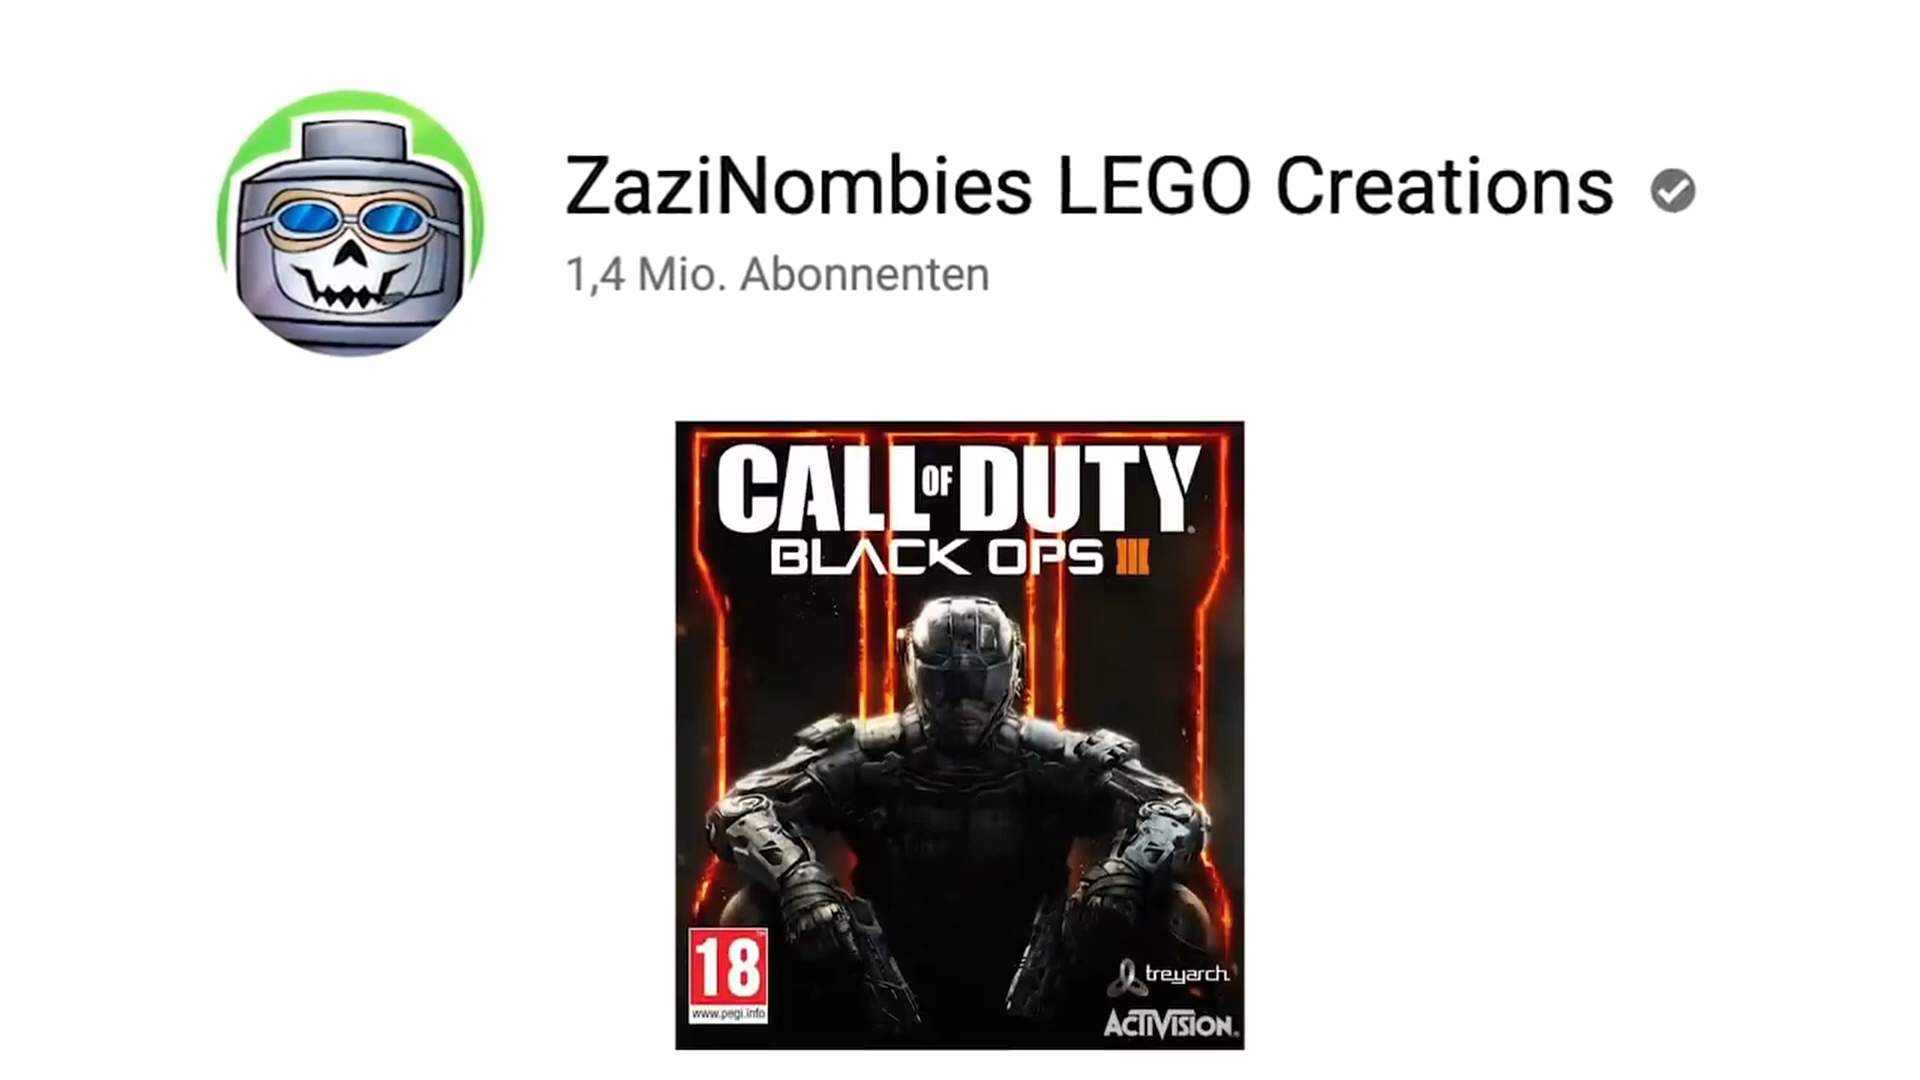 ZaziNombies LEGO Creations
1,4 Mio. Abonnenten
CALL OF DUTY
BLACK OPS III
18
www.pegi.info
treyarch
ACTIVISION